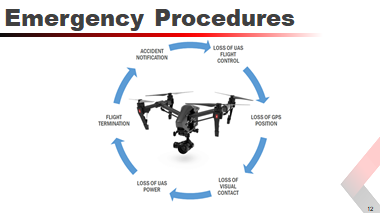 Emergency Procedures
ACCIDENT
NOTIFICATION
LOSS OF UAS
FLIGHT
CONTROL
LOSS OF GPS
POSITION
LOSS OF
VISUAL
CONTACT
LOSS OF UAS
POWER
FLIGHT
TERMINATION
12